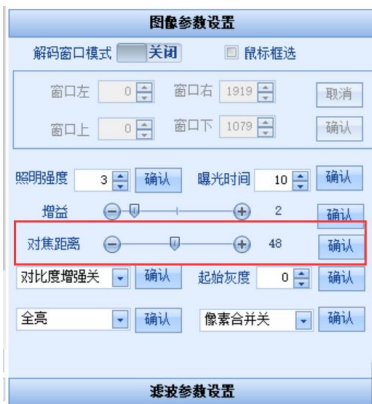 图像参数设置
解码窗口模式 关闭 鼠标框选
窗口左 0 窗口右 1919 取消
窗口上 0 窗口下 1079 确认
照明强度 3 确认 曝光时间 10 确认
增益 2 确认
对焦距离 48 确认
对比度增强关 确认 起始灰度 0 确认
全亮 确认 像素合并关 确认
滤波参数设置